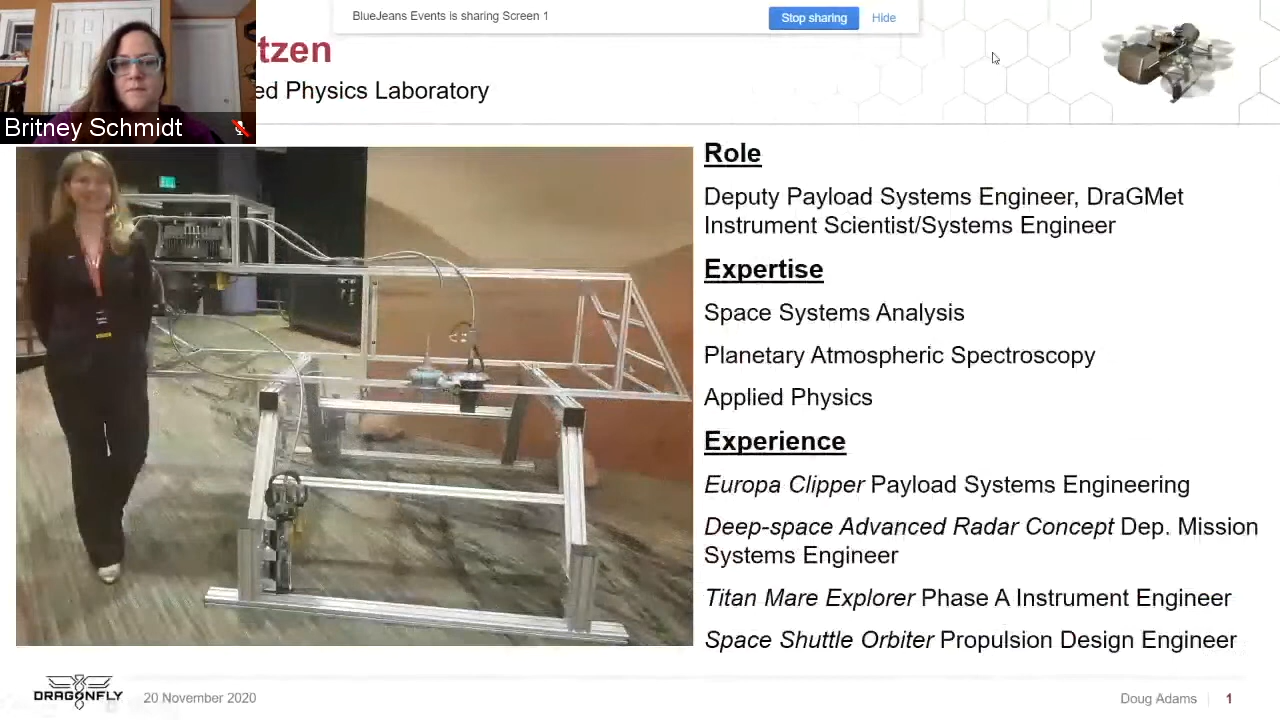 BlueJeans Events is sharing Screen 1
Stop sharing
Hide
tzen
ed Physics Laboratory
Britney Schmidt
Role
Deputy Payload Systems Engineer, DraGMet
Instrument Scientist/Systems Engineer
Expertise
Space Systems Analysis
Planetary Atmospheric Spectroscopy
Applied Physics
Experience
Europa Clipper Payload Systems Engineering
Deep-space Advanced Radar Concept Dep. Mission
Systems Engineer
Titan Mare Explorer Phase A Instrument Engineer
Space Shuttle Orbiter Propulsion Design Engineer
DRAGONFLY
20 November 2020
Doug Adams
1